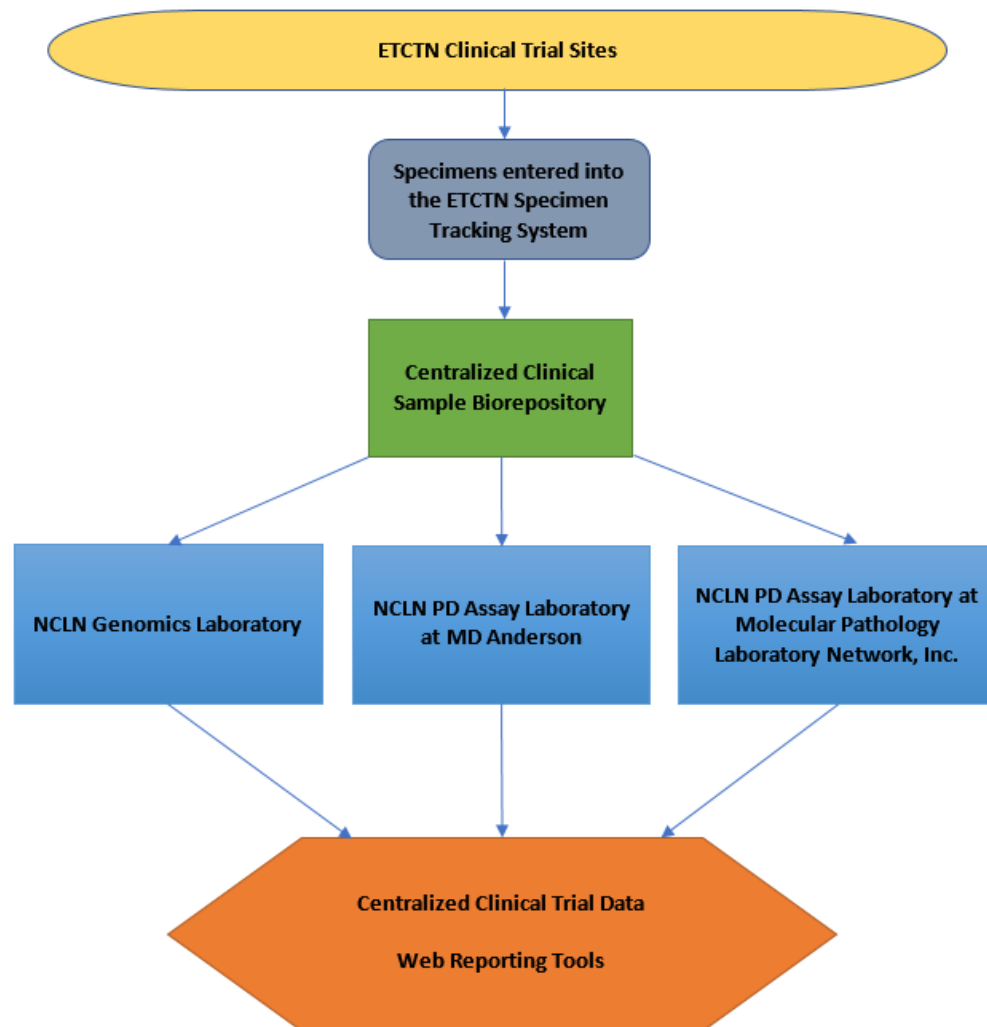 ETCTN Clinical Trial Sites
Specimens entered into
the ETCTN Specimen
Tracking System
Centralized Clinical
Sample Biorepository
NCLN Genomics Laboratory
NCLN PD Assay Laboratory
at MD Anderson
NCLN PD Assay Laboratory at
Molecular Pathology
Laboratory Network, Inc.
Centralized Clinical Trial Data
Web Reporting Tools